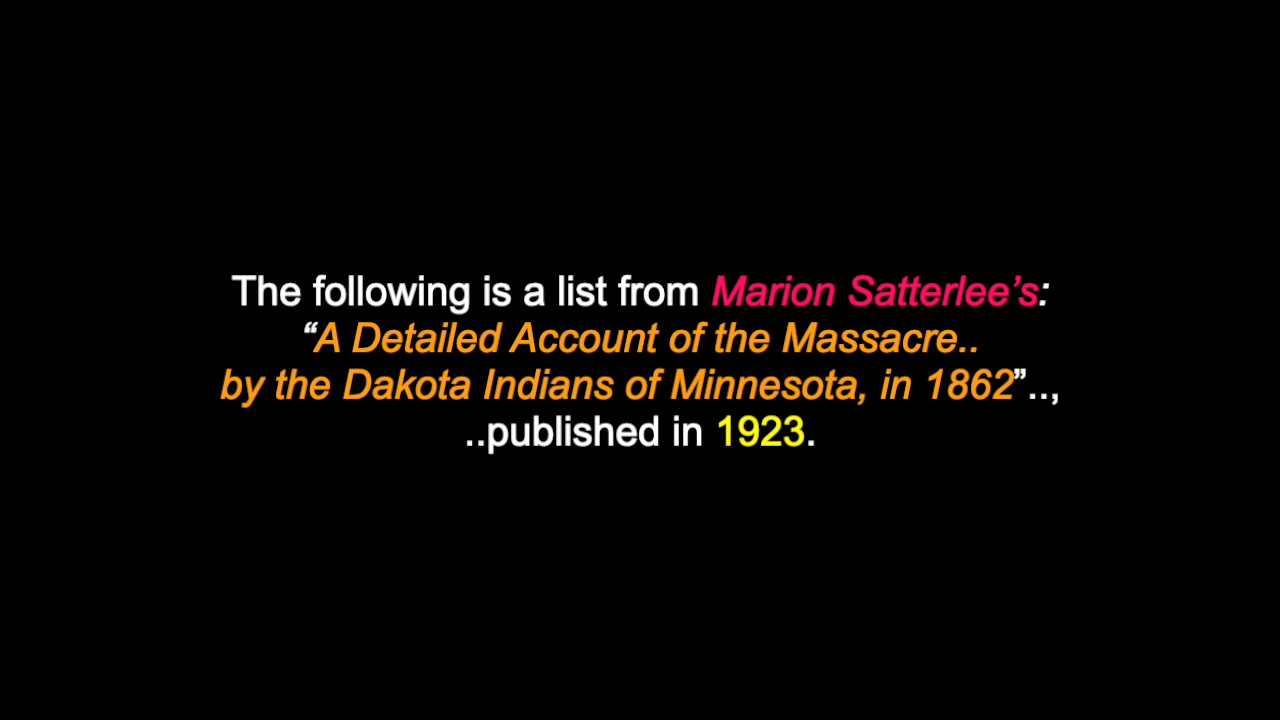 The following is a list from Marion Satterlee’s:
“A Detailed Account of the Massacre..
by the Dakota Indians of Minnesota, in 1862”..,
..published in 1923.